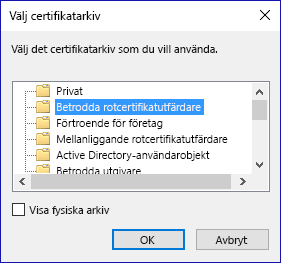 Välj certifikatarkiv
Välj det certifikatarkiv som du vill använda.
Privat
Betrodda rotcertifikatutfärdare
Förtroende för företag
Mellanliggande rotcertifikatutfärdare
Active Directory-användarobjekt
Betrodda utgivare
Visa fysiska arkiv
OK Avbryt